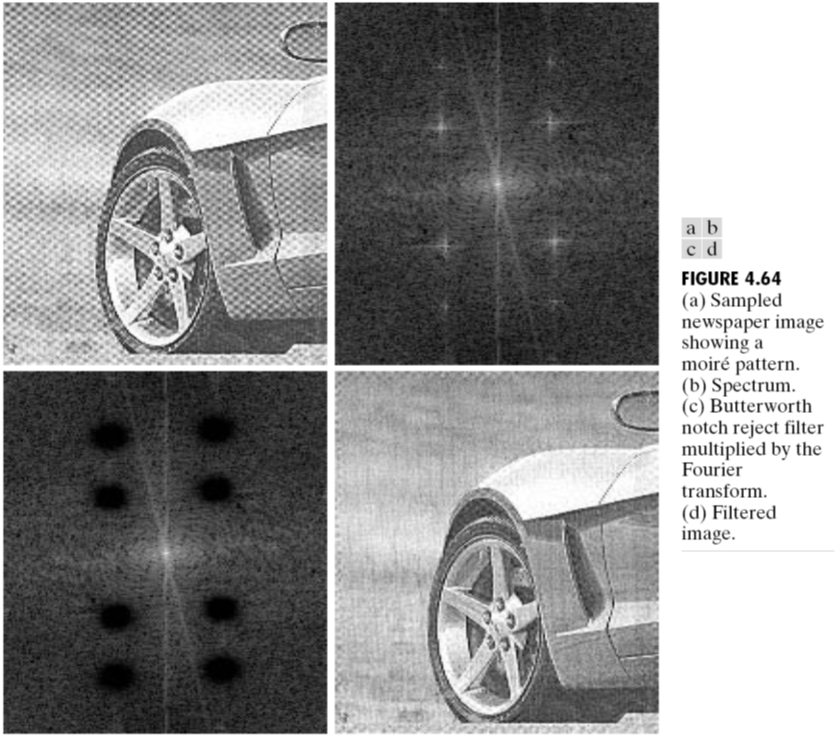 a b
c d
FIGURE 4.64
(a) Sampled
newspaper image
showing a
moiré pattern.
(b) Spectrum.
(c) Butterworth
notch reject filter
multiplied by the
Fourier
transform.
(d) Filtered
image.